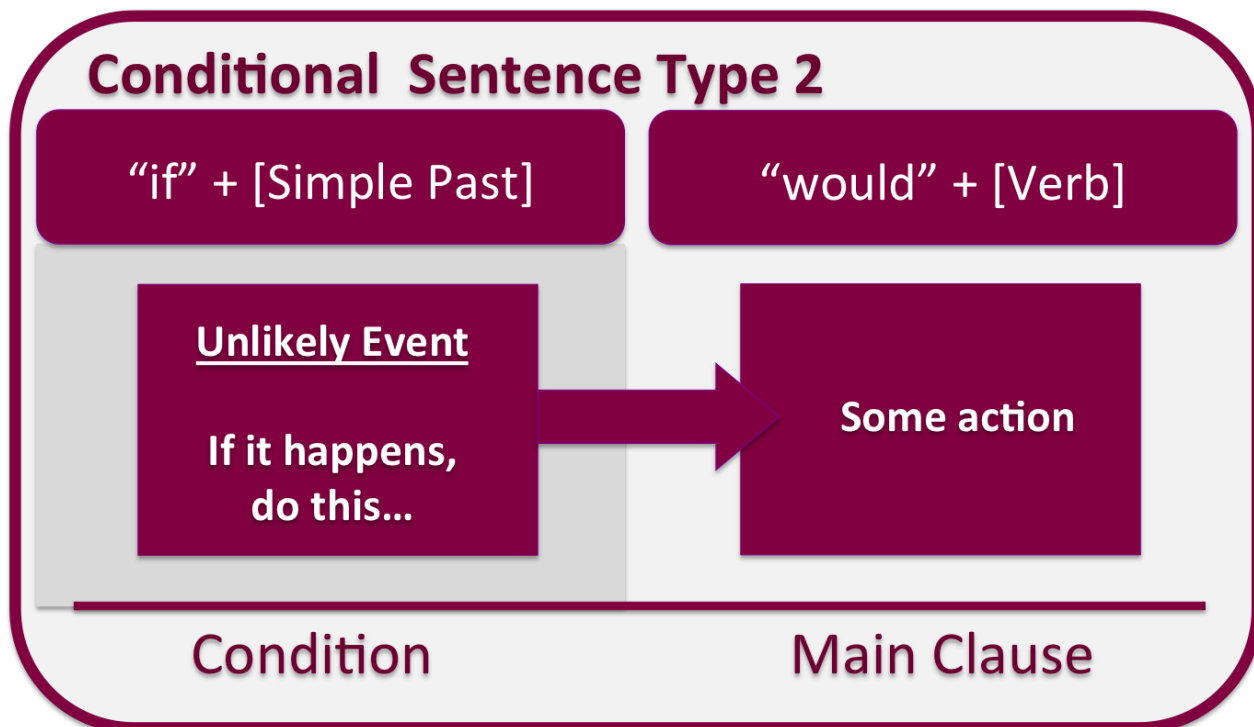 Conditional Sentence Type 2
“if” + [Simple Past]
“would” + [Verb]
Unlikely Event
If it happens,
do this…
Some action
Condition
Main Clause